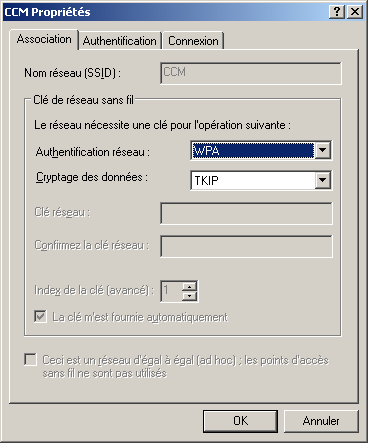 CCM Propriétés
Association Authentification Connexion
Nom réseau (SSID) : CCM
Clé de réseau sans fil
Le réseau nécessite une clé pour l'opération suivante :
Authentification réseau : WPA
Cryptage des données : TKIP
Clé réseau :
Confirmez la clé réseau :
Index de la clé (avancé) : 1
La clé m'est fournie automatiquement
Ceci est un réseau d'égal à égal (ad hoc) ; les points d'accès
sans fil ne sont pas utilisés
OK Annuler